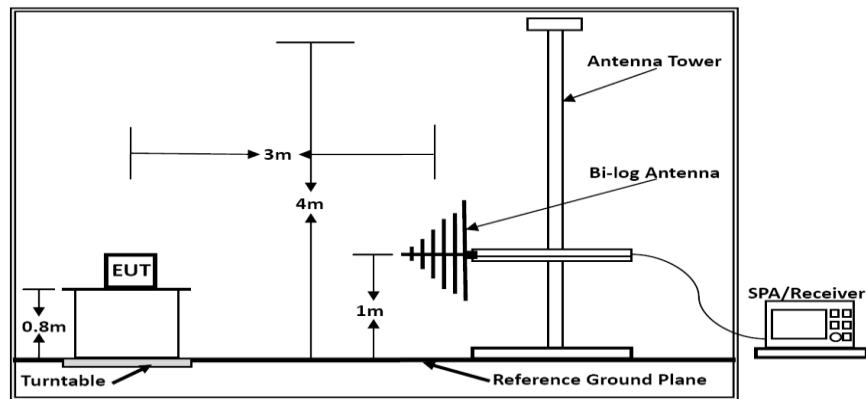 Antenna Tower
3m
Bi-log Antenna
4m
EUT
SPA/Receiver
1m
0.8m
Turntable
Reference Ground Plane